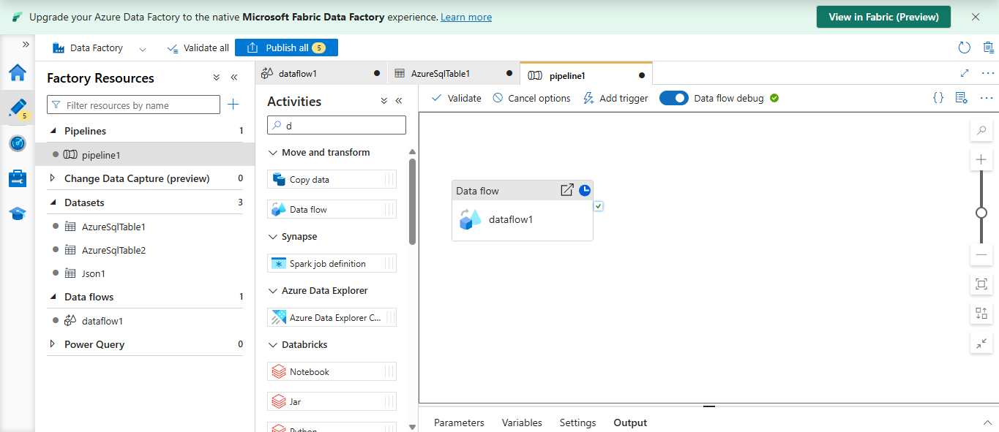 Upgrade your Azure Data Factory to the native Microsoft Fabric Data Factory experience. Learn more
View in Fabric (Preview)
Data Factory
Validate all
Publish all 5
5
Factory Resources
Filter resources by name
Pipelines 1
pipeline1
Change Data Capture (preview) 0
Datasets 3
AzureSqlTable1
AzureSqlTable2
Json1
Data flows 1
dataflow1
Power Query 0
dataflow1
AzureSqlTable1
pipeline1
Activities
d
Move and transform
Copy data
Data flow
Synapse
Spark job definition
Azure Data Explorer
Azure Data Explorer C...
Databricks
Notebook
Jar
Python
Validate
Cancel options
Add trigger
Data flow debug
Data flow
dataflow1
Parameters Variables Settings Output